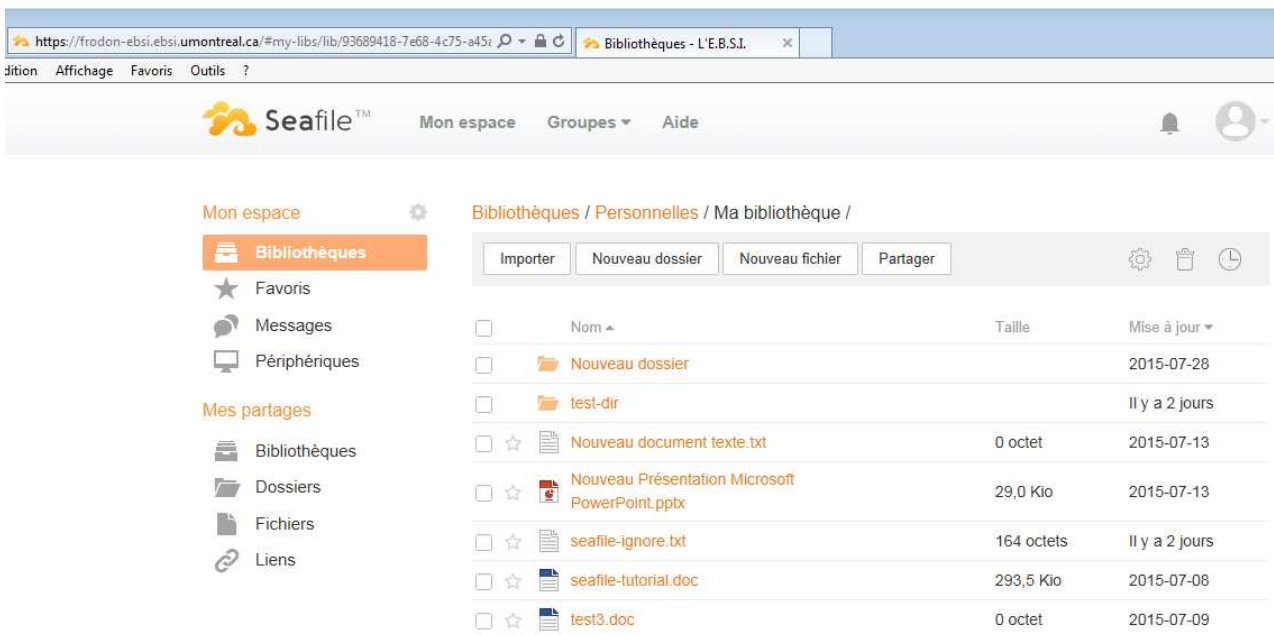 https://frodon-ebsi.ebsi.umontreal.ca/#my-libs/lib/93689418-7e68-4c75-a45 Bibliothèques - L'E.B.S.I.
dition Affichage Favoris Outils ?
Seafile™ Mon espace Groupes Aide
Mon espace
Bibliothèques
Favoris
Messages
Périphériques
Mes partages
Bibliothèques
Dossiers
Fichiers
Liens
Bibliothèques / Personnelles / Ma bibliothèque /
Importer Nouveau dossier Nouveau fichier Partager
Nom Taille Mise à jour
Nouveau dossier 2015-07-28
test-dir Il y a 2 jours
Nouveau document texte.txt 0 octet 2015-07-13
Nouveau Présentation Microsoft
PowerPoint.pptx 29,0 Kio 2015-07-13
seafile-ignore.txt 164 octets Il y a 2 jours
seafile-tutorial.doc 293,5 Kio 2015-07-08
test3.doc 0 octet 2015-07-09